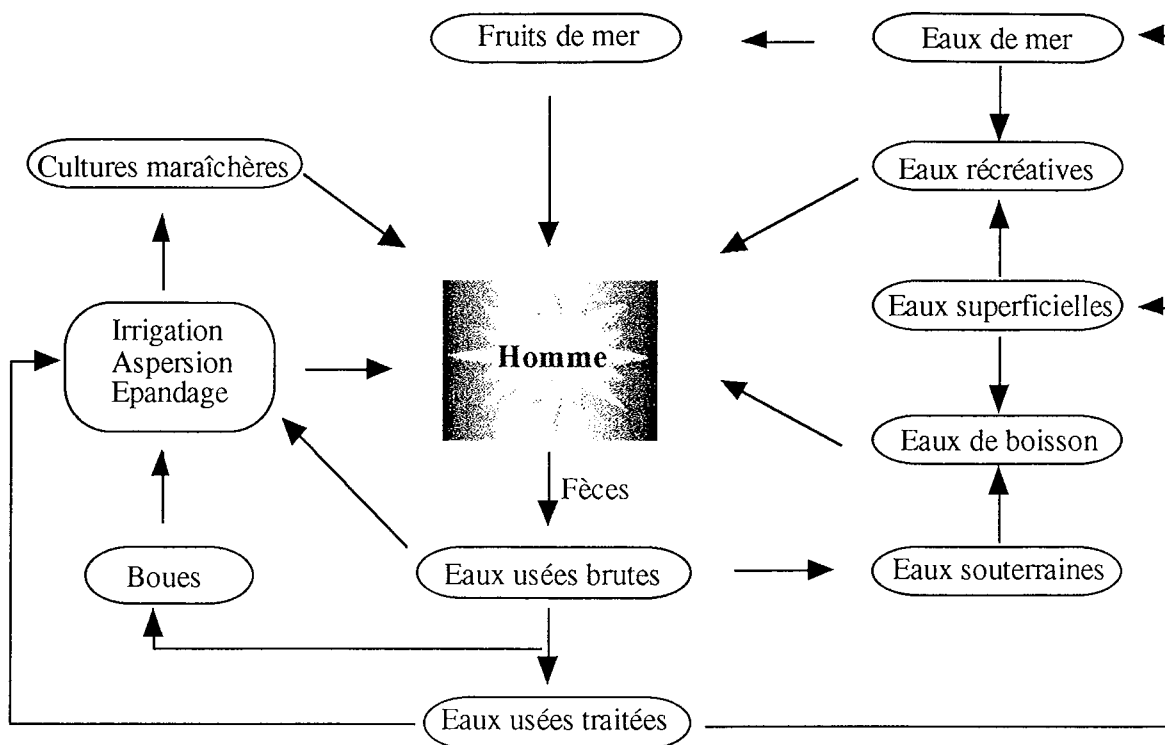 Fruits de mer
Eaux de mer
Cultures maraîchères
Eaux récréatives
Irrigation
Aspersion
Epandage
Homme
Eaux superficielles
Eaux de boisson
Fèces
Boues
Eaux usées brutes
Eaux souterraines
Eaux usées traitées